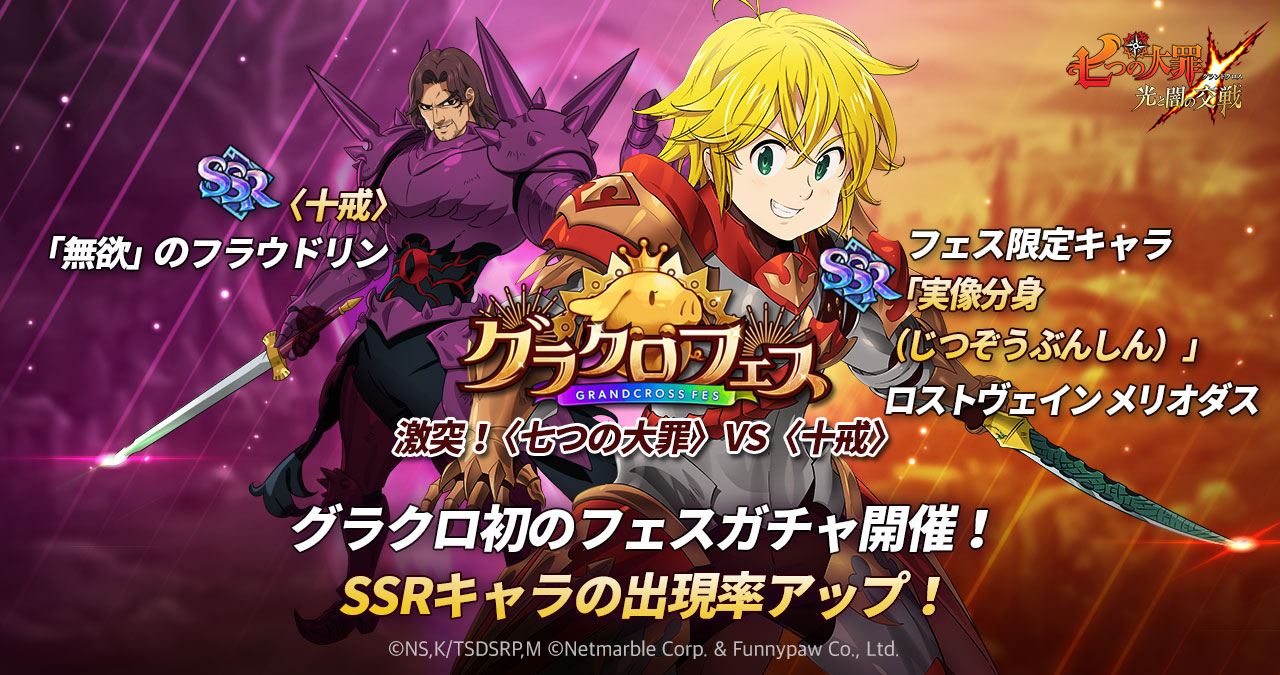 七つの大罪
グランドクロス
光と闇の交戦
SSR
〈十戒〉
「無欲」のフラウドリン
SSR
フェス限定キャラ
「実像分身
(じつぞうぶんしん)」
ロストヴェイン メリオダス
グラクロフェス
GRANDCROSS FES
激突!〈七つの大罪〉VS〈十戒〉
グラクロ初のフェスガチャ開催!
SSRキャラの出現率アップ!
©NS,K/TSDSRP,M ©Netmarble Corp. & Funnypaw Co., Ltd.